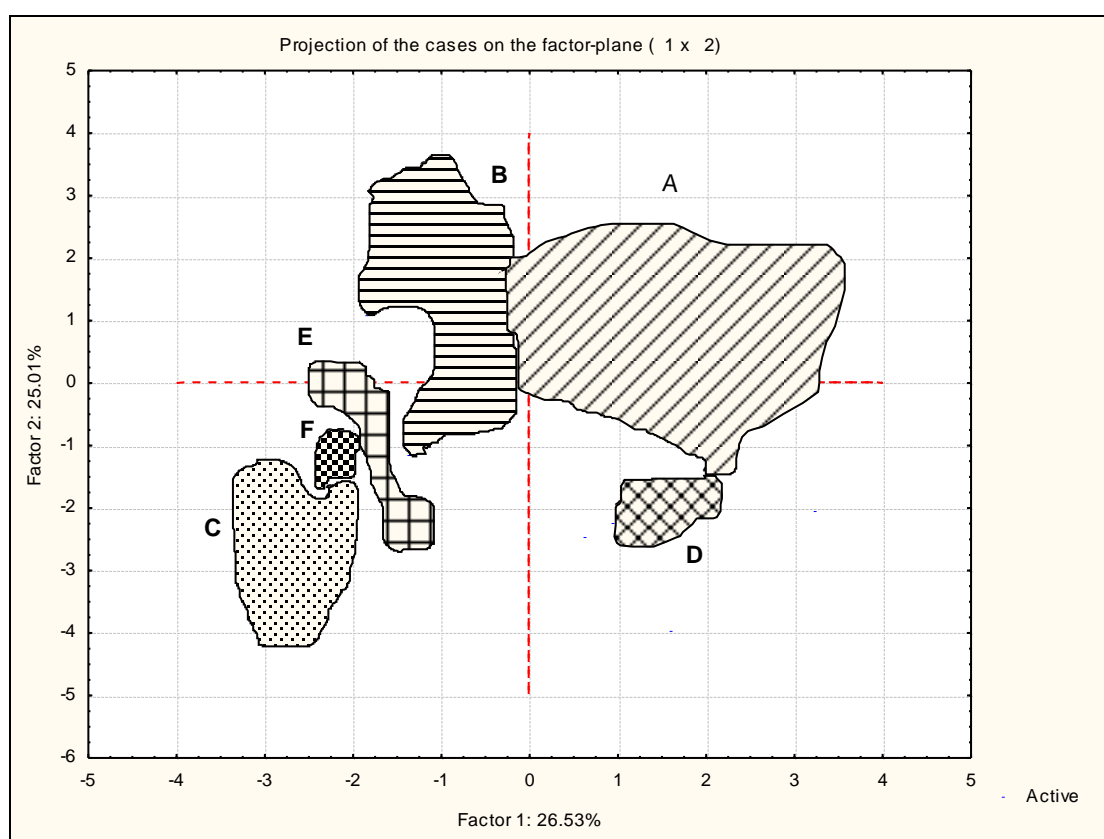 Projection of the cases on the factor-plane ( 1 x 2)
5
4
3
2
1
0
-1
-2
-3
-4
-5
-6
B
A
E
F
C
D
-5
-4
-3
-2
-1
0
1
2
3
4
5
Factor 2: 25.01%
Factor 1: 26.53%
- Active